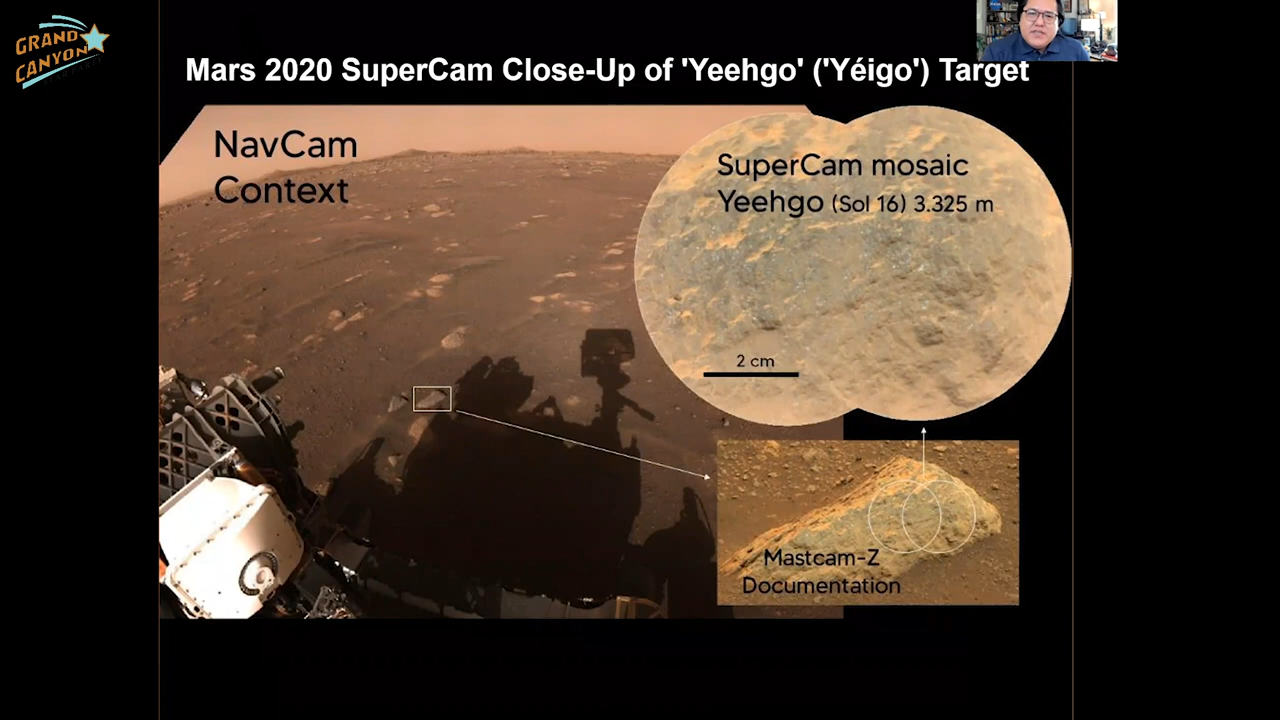 GRAND
CANYON
Mars 2020 SuperCam Close-Up of 'Yeehgo' ('Yéigo') Target
NavCam
Context
SuperCam mosaic
Yeehgo (Sol 16) 3.325 m
2 cm
Mastcam-Z
Documentation